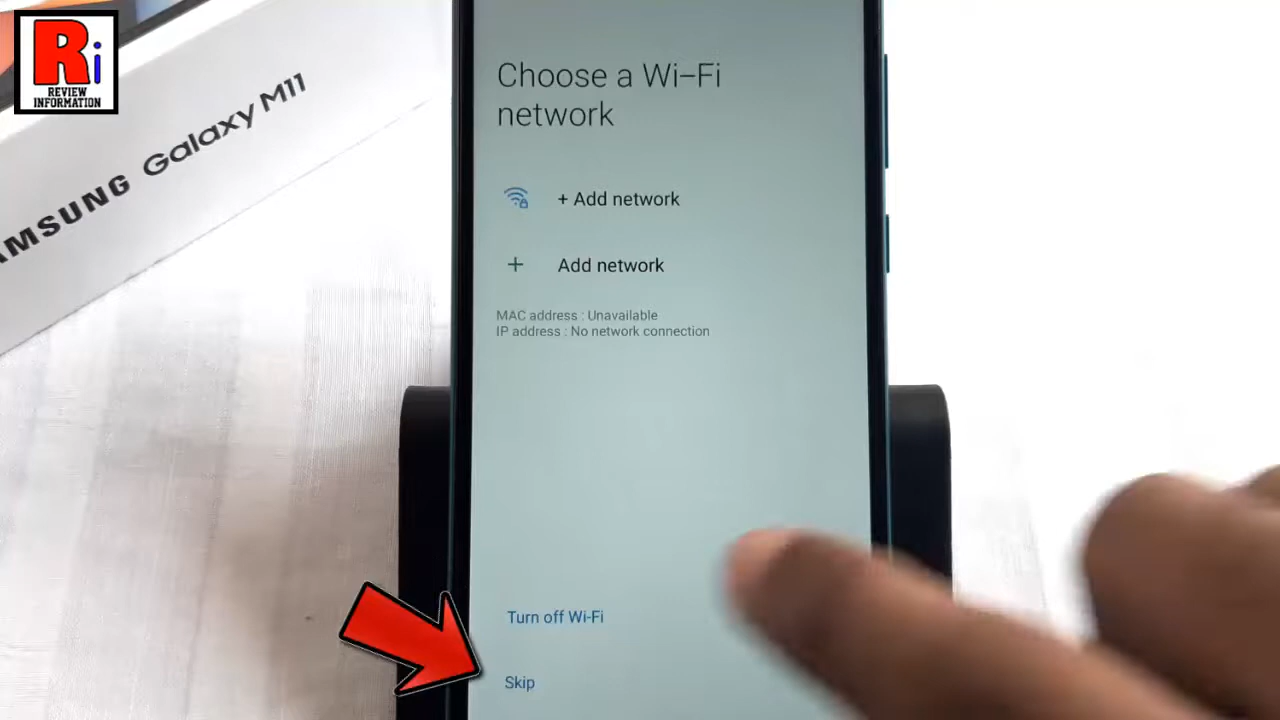 Ri
REVIEW
INFORMATION
AMSUNG Galaxy M11
Choose a Wi-Fi
network
+ Add network
+ Add network
MAC address : Unavailable
IP address : No network connection
Turn off Wi-Fi
Skip